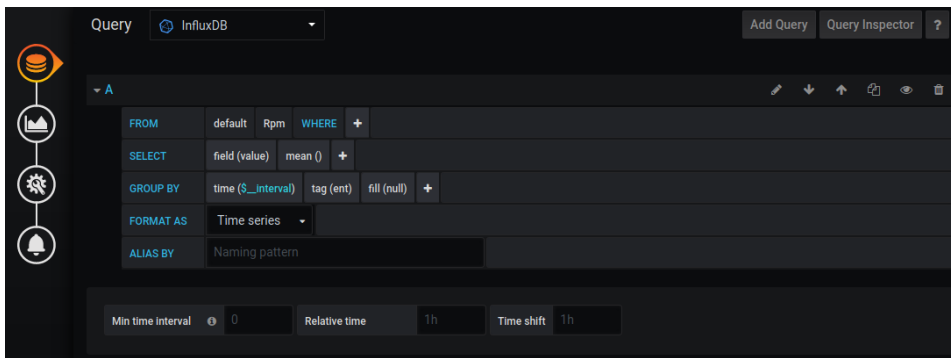 Query InfluxDB Add Query Query Inspector ?
A
FROM default Rpm WHERE +
SELECT field (value) mean () +
GROUP BY time ($__interval) tag (ent) fill (null) +
FORMAT AS Time series
ALIAS BY Naming pattern
Min time interval 0 Relative time 1h Time shift 1h